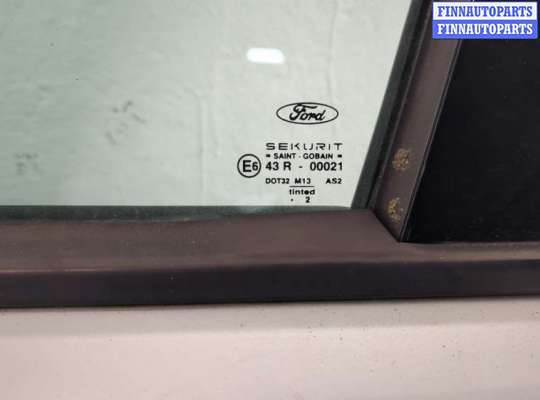 FINNAUTOPARTS
FINNAUTOPARTS
Ford
SEKURIT
SAINT - GOBAIN
E6 43 R - 00021
DOT32 M13 AS2
tinted
. 2